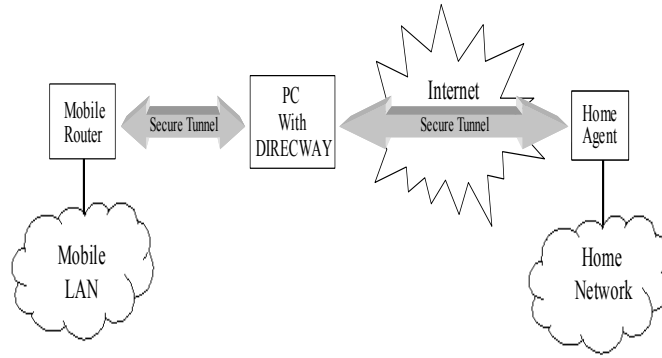 Mobile
Router
Secure Tunnel
PC
With
DIRECWAY
Internet
Secure Tunnel
Home
Agent
Mobile
LAN
Home
Network